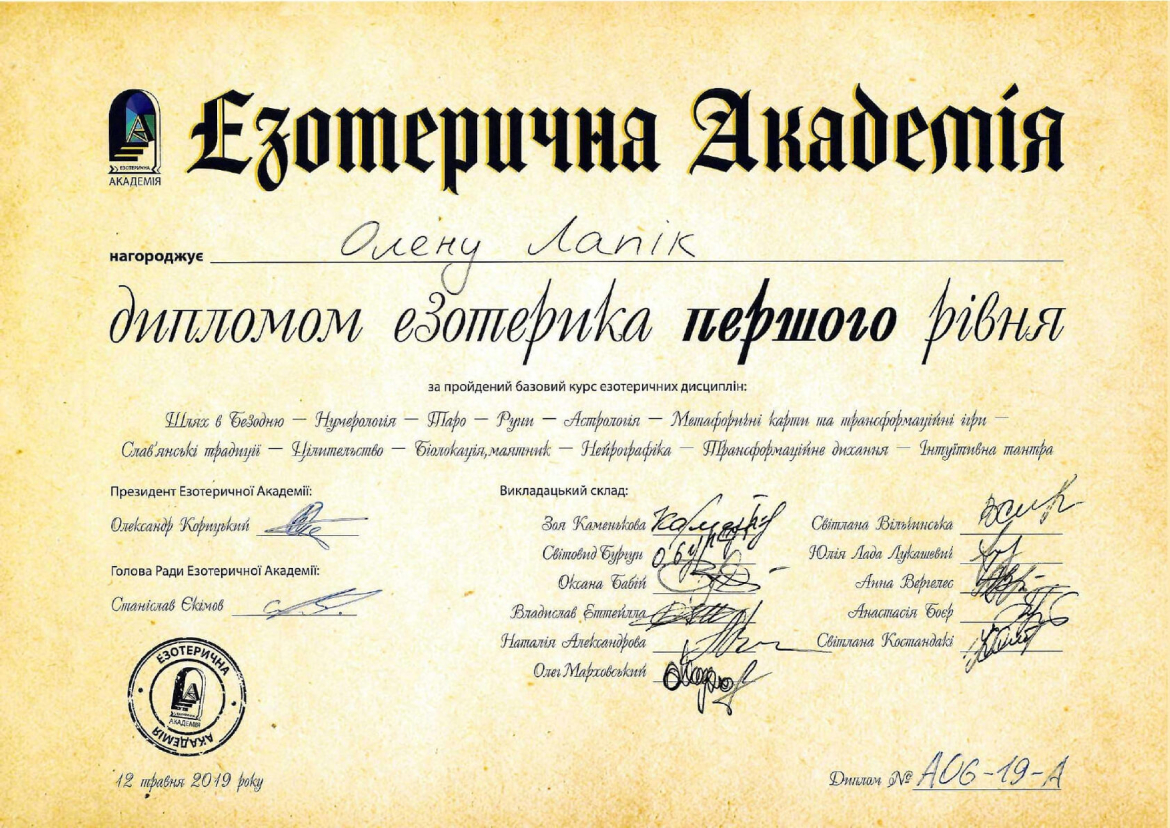 Езотерична Академія
ЕЗОТЕРИЧНА
АКАДЕМІЯ
нагороджує Олену Лапік
дипломом езотерика першого рівня
за пройдений базовий курс езотеричних дисциплін:
Шлях в Безодню — Нумерологія — Таро — Руни — Астрологія — Метафоричні карти та трансформаційні ігри —
Слав'янські традиції — Цілительство — Біолокація,маятник — Нейрографіка — Трансформаційне дихання — Інтуїтивна тантра
Президент Езотеричної Академії:
Олександр Корицький
Голова Ради Езотеричної Академії:
Станіслав Єкімов
Викладацький склад:
Зоя Каменькова
Світовид Бургун
Оксана Бабій
Владислав Еттейлла
Наталія Александрова
Олег Марховський
Світлана Вільчинська
Юлія Лада Лукашевич
Анна Вергелес
Анастасія Боєр
Світлана Костандакі
ЕЗОТЕРИЧНА
АКАДЕМІЯ
АКАДЕМІЯ
12 травня 2019 року
Диплом № А06-19-А